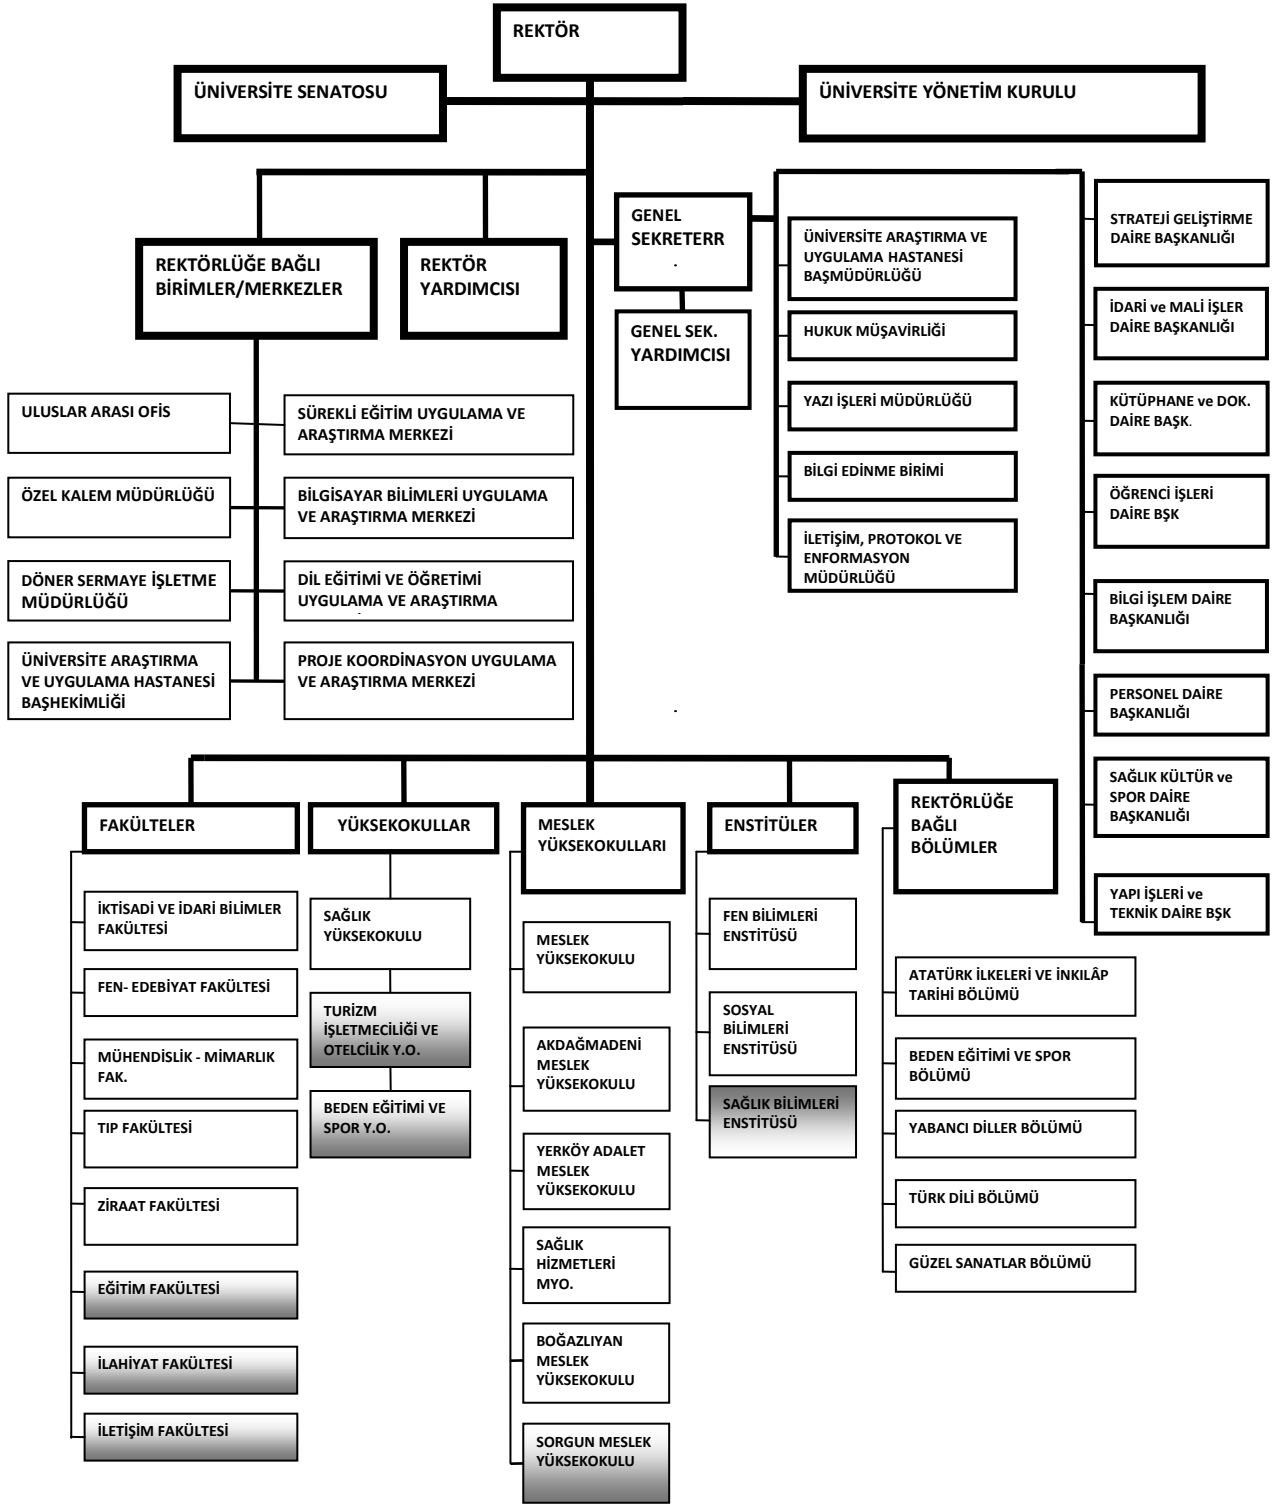 REKTÖR
ÜNİVERSİTE SENATOSU
ÜNİVERSİTE YÖNETİM KURULU
REKTÖRLÜĞE BAĞLI
BİRİMLER/MERKEZLER
REKTÖR
YARDIMCISI
GENEL
SEKRETERR
.
GENEL SEK.
YARDIMCISI
ÜNİVERSİTE ARAŞTIRMA VE
UYGULAMA HASTANESİ
BAŞMÜDÜRLÜĞÜ
HUKUK MÜŞAVİRLİĞİ
YAZI İŞLERİ MÜDÜRLÜĞÜ
BİLGİ EDİNME BİRİMİ
İLETİŞİM, PROTOKOL VE
ENFORMASYON
MÜDÜRLÜĞÜ
STRATEJİ GELİŞTİRME
DAİRE BAŞKANLIĞI
İDARİ ve MALİ İŞLER
DAİRE BAŞKANLIĞI
KÜTÜPHANE ve DOK.
DAİRE BAŞK.
ÖĞRENCİ İŞLERİ
DAİRE BŞK
BİLGİ İŞLEM DAİRE
BAŞKANLIĞI
PERSONEL DAİRE
BAŞKANLIĞI
SAĞLIK KÜLTÜR ve
SPOR DAİRE
BAŞKANLIĞI
YAPI İŞLERİ ve
TEKNİK DAİRE BŞK
ULUSLAR ARASI OFİS
SÜREKLİ EĞİTİM UYGULAMA VE
ARAŞTIRMA MERKEZİ
ÖZEL KALEM MÜDÜRLÜĞÜ
BİLGİSAYAR BİLİMLERİ UYGULAMA
VE ARAŞTIRMA MERKEZİ
DÖNER SERMAYE İŞLETME
MÜDÜRLÜĞÜ
DİL EĞİTİMİ VE ÖĞRETİMİ
UYGULAMA VE ARAŞTIRMA
ÜNİVERSİTE ARAŞTIRMA
VE UYGULAMA HASTANESİ
BAŞHEKİMLİĞİ
PROJE KOORDİNASYON UYGULAMA
VE ARAŞTIRMA MERKEZİ
.
FAKÜLTELER
İKTİSADİ VE İDARİ BİLİMLER
FAKÜLTESİ
FEN- EDEBİYAT FAKÜLTESİ
MÜHENDİSLİK - MİMARLIK
FAK.
TIP FAKÜLTESİ
ZİRAAT FAKÜLTESİ
EĞİTİM FAKÜLTESİ
İLAHİYAT FAKÜLTESİ
İLETİŞİM FAKÜLTESİ
YÜKSEKOKULLAR
SAĞLIK
YÜKSEKOKULU
TURİZM
İŞLETMECİLİĞİ VE
OTELCİLİK Y.O.
BEDEN EĞİTİMİ VE
SPOR Y.O.
MESLEK
YÜKSEKOKULLARI
MESLEK
YÜKSEKOKULU
AKDAĞMADENİ
MESLEK
YÜKSEKOKULU
YERKÖY ADALET
MESLEK
YÜKSEKOKULU
SAĞLIK
HİZMETLERİ
MYO.
BOĞAZLIYAN
MESLEK
YÜKSEKOKULU
SORGUN MESLEK
YÜKSEKOKULU
ENSTİTÜLER
FEN BİLİMLERİ
ENSTİTÜSÜ
SOSYAL
BİLİMLERİ
ENSTİTÜSÜ
SAĞLIK BİLİMLERİ
ENSTİTÜSÜ
REKTÖRLÜĞE
BAĞLI
BÖLÜMLER
ATATÜRK İLKELERİ VE İNKILÂP
TARİHİ BÖLÜMÜ
BEDEN EĞİTİMİ VE SPOR
BÖLÜMÜ
YABANCI DİLLER BÖLÜMÜ
TÜRK DİLİ BÖLÜMÜ
GÜZEL SANATLAR BÖLÜMÜ